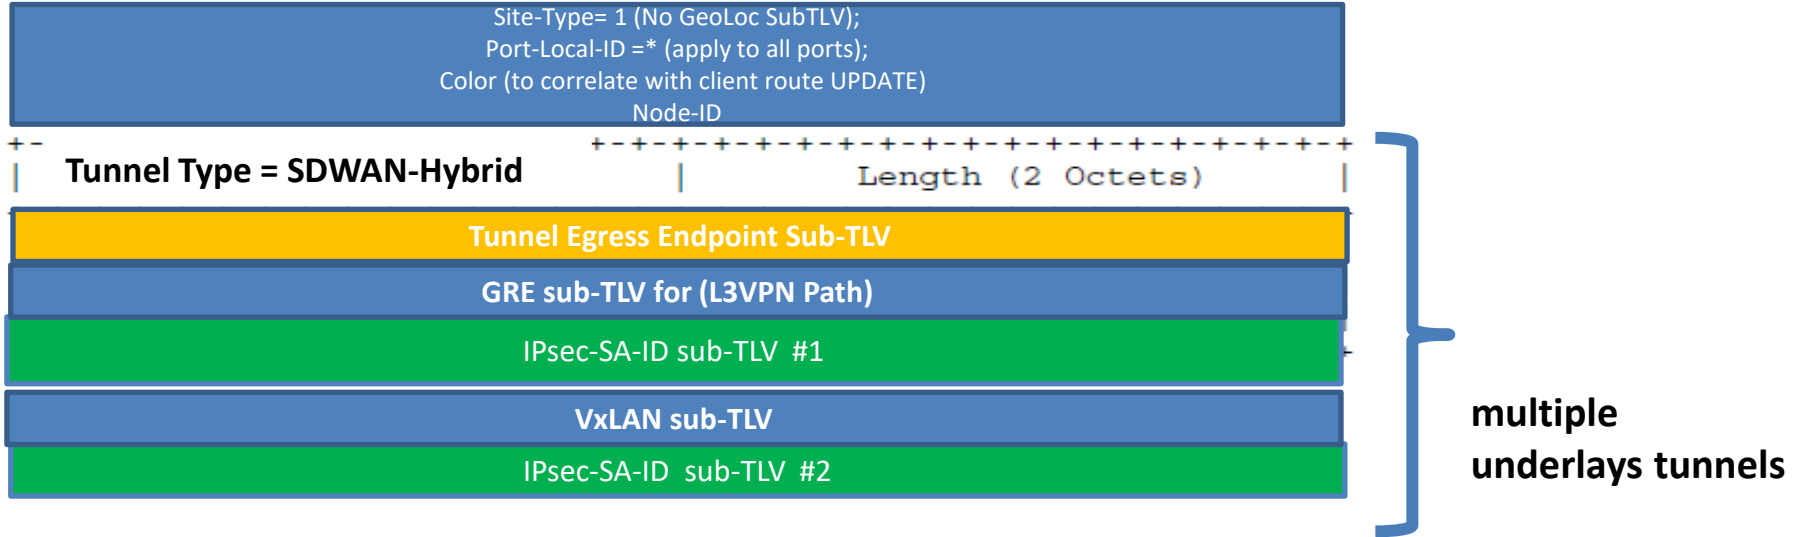 Site-Type= 1 (No GeoLoc SubTLV);
Port-Local-ID =* (apply to all ports);
Color (to correlate with client route UPDATE)
Node-ID
+-                    +-+-+-+-+-+-+-+-+-+-+-+-+-+-+-+-+-+-+
| Tunnel Type = SDWAN-Hybrid | Length (2 Octets) |
Tunnel Egress Endpoint Sub-TLV
GRE sub-TLV for (L3VPN Path)
IPsec-SA-ID sub-TLV #1
VxLAN sub-TLV
IPsec-SA-ID sub-TLV #2
multiple
underlays tunnels